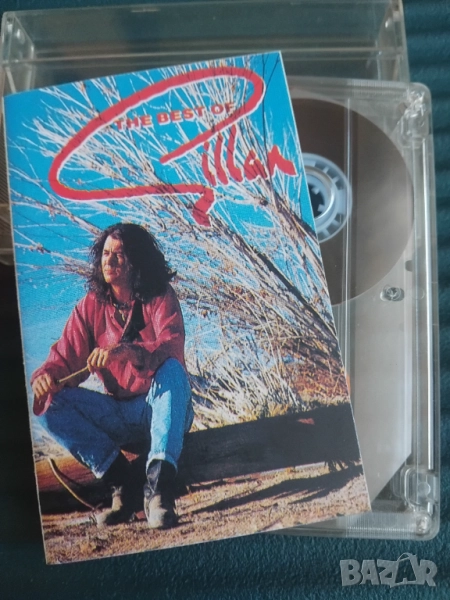 THE BEST OF
Gillan
BAZAR